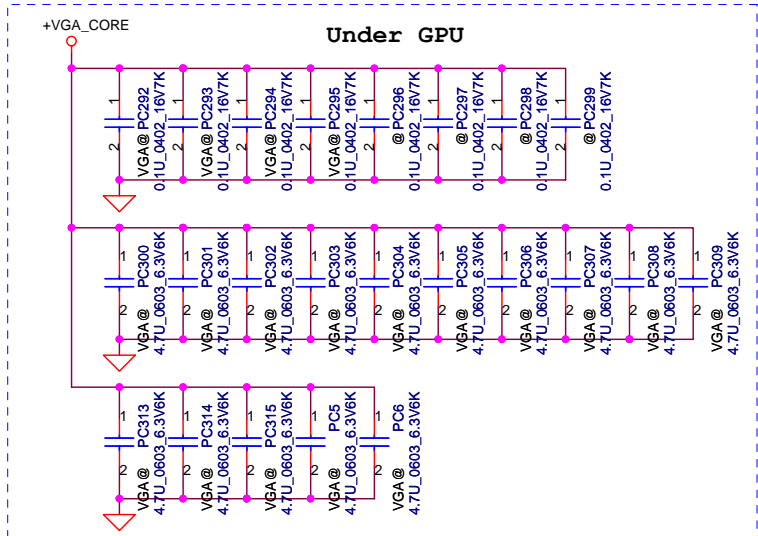 +VGA_CORE
Under GPU
1
2
VGA@ PC292
0.1U_0402_16V7K
1
2
VGA@ PC293
0.1U_0402_16V7K
1
2
VGA@ PC294
0.1U_0402_16V7K
1
2
VGA@ PC295
0.1U_0402_16V7K
1
2
@ PC296
0.1U_0402_16V7K
1
2
@ PC297
0.1U_0402_16V7K
1
2
@ PC298
0.1U_0402_16V7K
1
2
@ PC299
0.1U_0402_16V7K
1
2
VGA@ PC300
4.7U_0603_6.3V6K
1
2
VGA@ PC301
4.7U_0603_6.3V6K
1
2
VGA@ PC302
4.7U_0603_6.3V6K
1
2
VGA@ PC303
4.7U_0603_6.3V6K
1
2
VGA@ PC304
4.7U_0603_6.3V6K
1
2
VGA@ PC305
4.7U_0603_6.3V6K
1
2
VGA@ PC306
4.7U_0603_6.3V6K
1
2
VGA@ PC307
4.7U_0603_6.3V6K
1
2
VGA@ PC308
4.7U_0603_6.3V6K
1
2
VGA@ PC309
4.7U_0603_6.3V6K
1
2
VGA@ PC313
4.7U_0603_6.3V6K
1
2
VGA@ PC314
4.7U_0603_6.3V6K
1
2
VGA@ PC315
4.7U_0603_6.3V6K
1
2
VGA@ PC5
4.7U_0603_6.3V6K
1
2
VGA@ PC6
4.7U_0603_6.3V6K